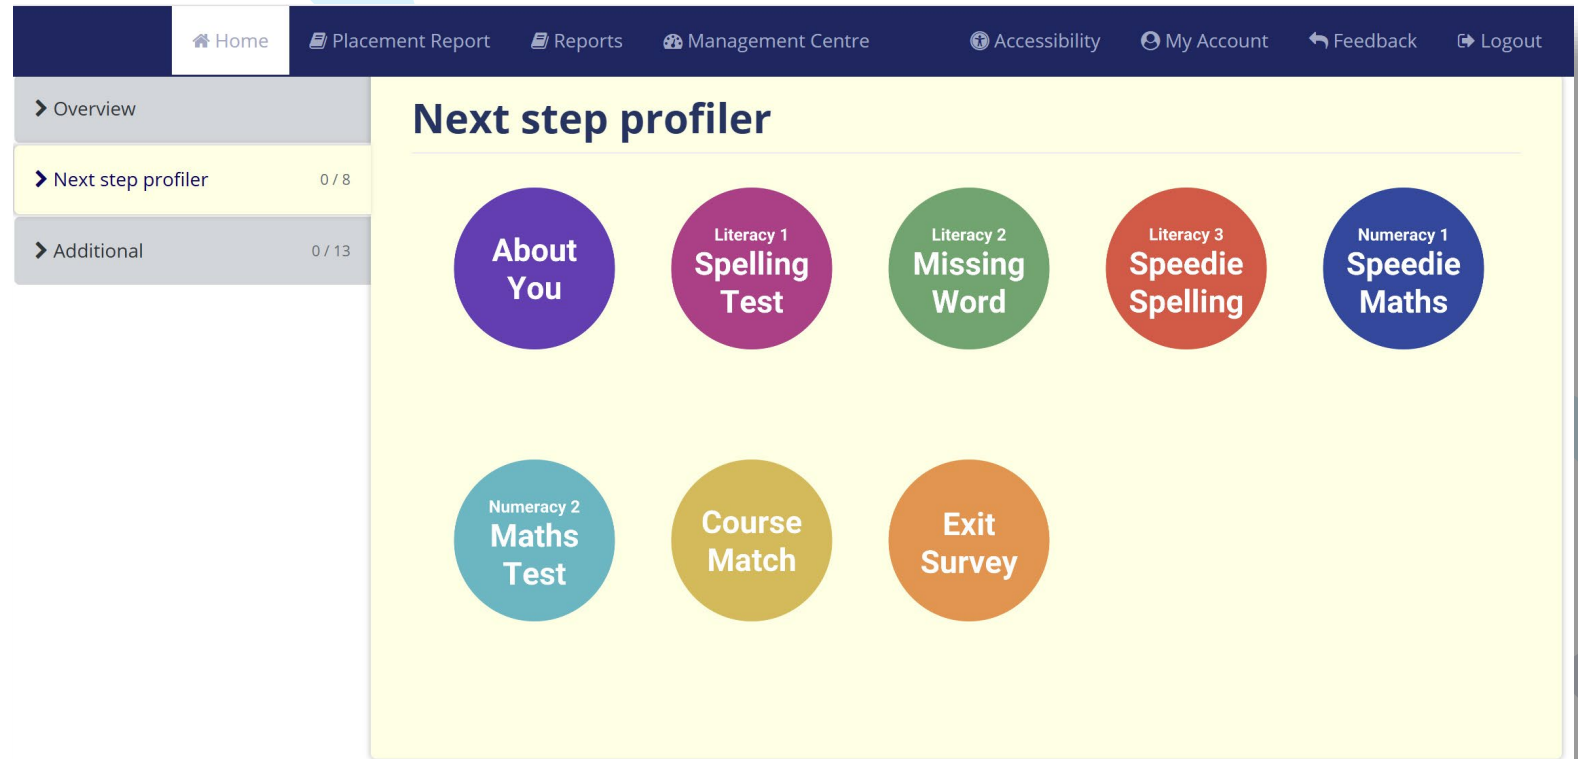 Home Placement Report Reports Management Centre Accessibility My Account Feedback Logout
Overview
Next step profiler 0 / 8
Additional 0 / 13
Next step profiler
About
You
Literacy 1
Spelling
Test
Literacy 2
Missing
Word
Literacy 3
Speedie
Spelling
Numeracy 1
Speedie
Maths
Numeracy 2
Maths
Test
Course
Match
Exit
Survey